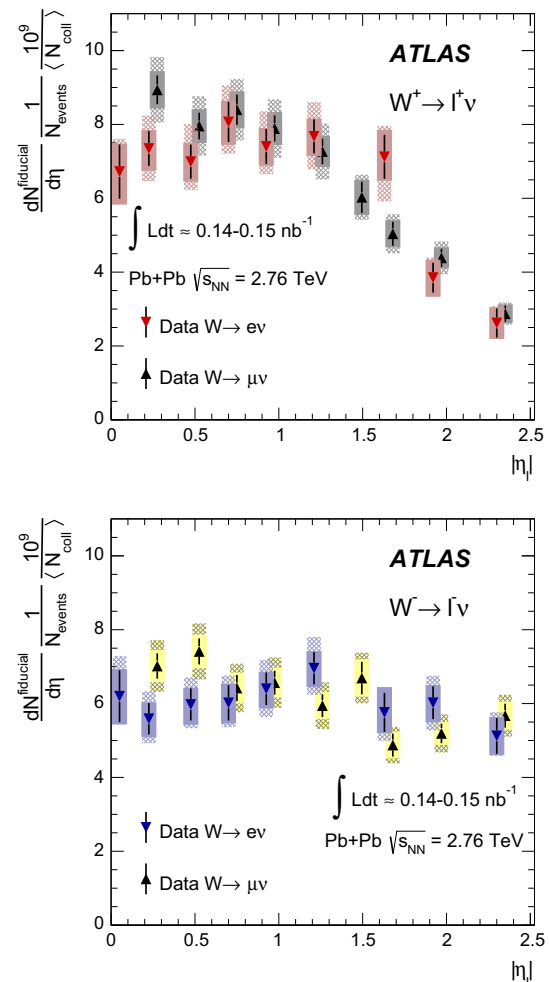 dN^fiducial/dη 1/N_events ⟨10^9/N_coll⟩
10
8
6
4
2
0
ATLAS
W⁺→ l⁺ν
∫ Ldt ≈ 0.14-0.15 nb⁻¹
Pb+Pb √s_NN = 2.76 TeV
Data W→ eν
Data W→ μν
0 0.5 1 1.5 2 2.5
|η_l|
dN^fiducial/dη 1/N_events ⟨10^9/N_coll⟩
10
8
6
4
2
0
ATLAS
W⁻→ l⁻ν
∫ Ldt ≈ 0.14-0.15 nb⁻¹
Data W→ eν
Pb+Pb √s_NN = 2.76 TeV
Data W→ μν
0 0.5 1 1.5 2 2.5
|η_l|